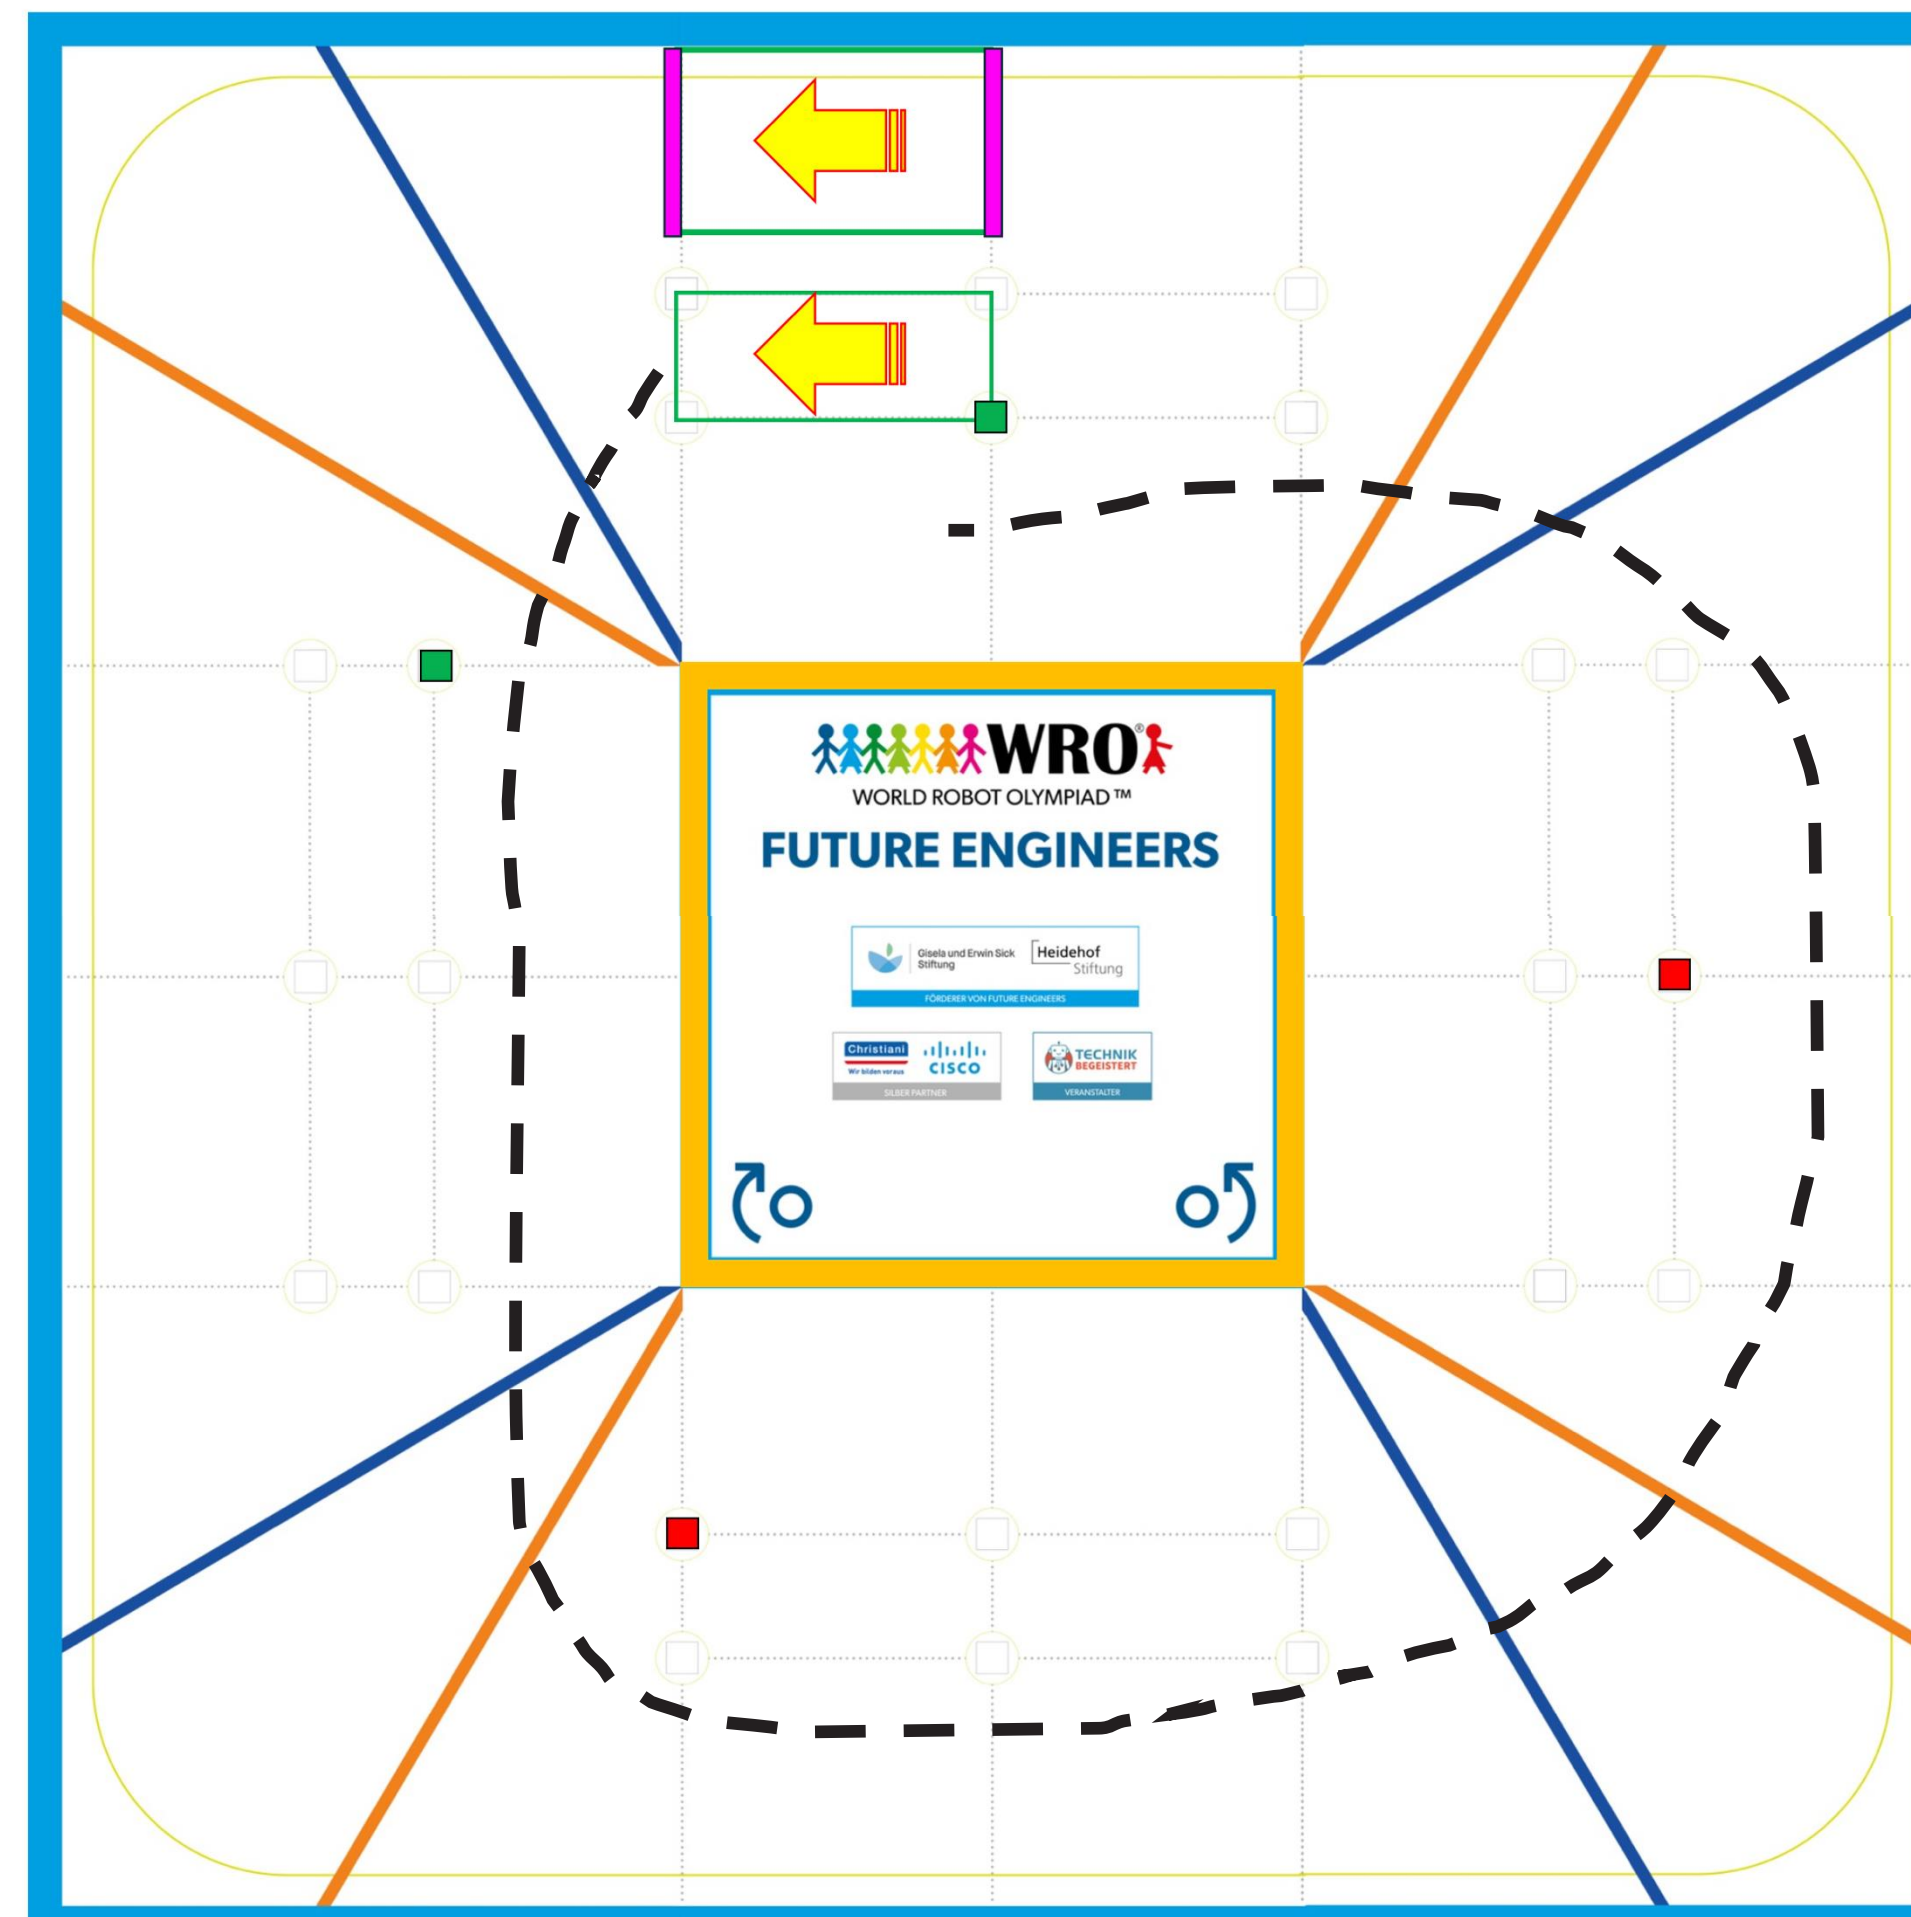 WRO®
WORLD ROBOT OLYMPIAD™
FUTURE ENGINEERS
Gisela und Erwin Sick
Stiftung
Heidehof
Stiftung
FÖRDERER VON FUTURE ENGINEERS
Christiani
Wir bilden voraus
CISCO
SILBER PARTNER
TECHNIK
BEGEISTERT
VERANSTALTER